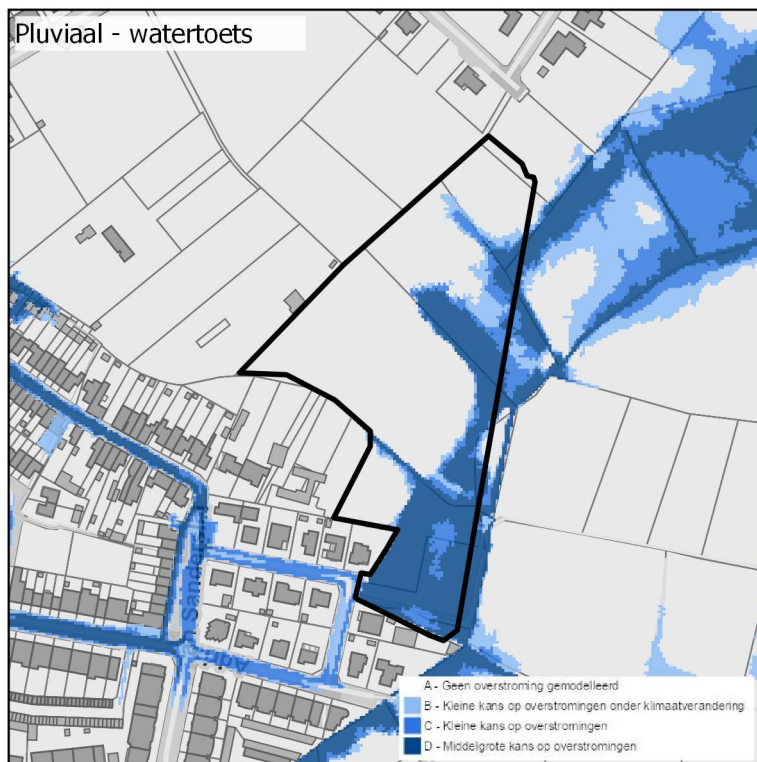 Pluviaal - watertoets
A - Geen overstroming gemodelleerd
B - Kleine kans op overstromingen onder klimaatverandering
C - Kleine kans op overstromingen
D - Middelgrote kans op overstromingen